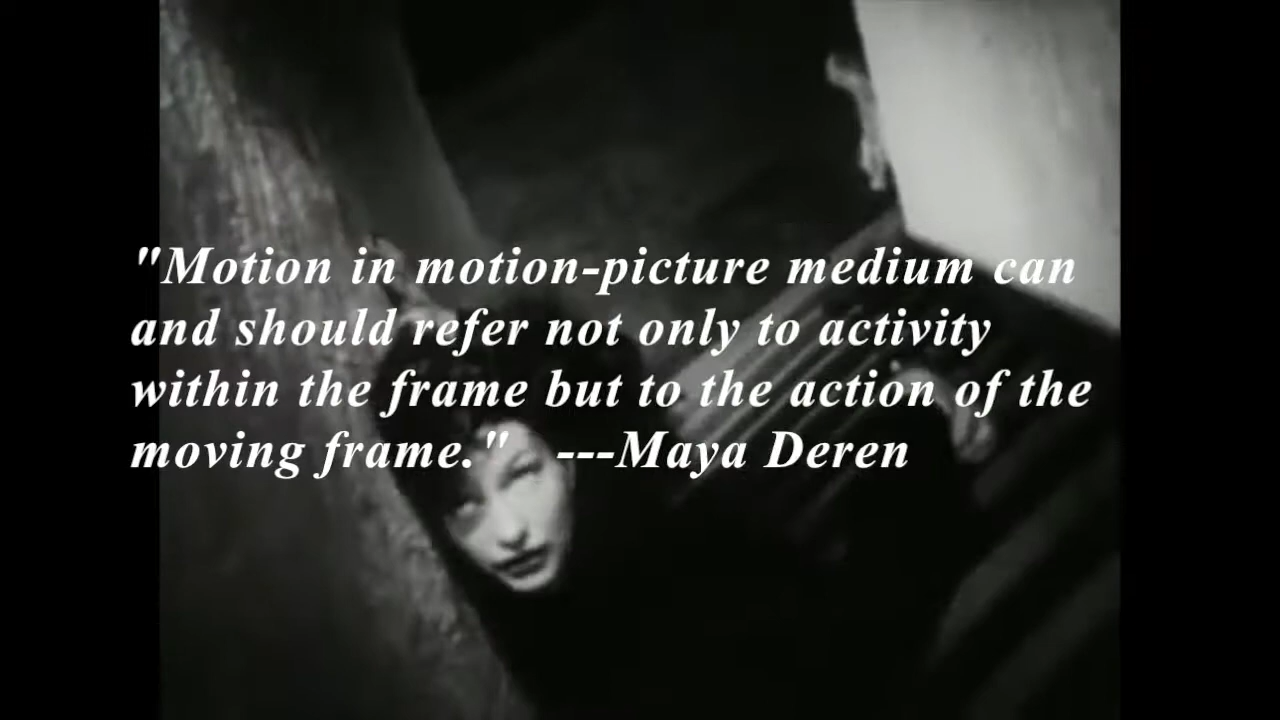 "Motion in motion-picture medium can
and should refer not only to activity
within the frame but to the action of the
moving frame."   ---Maya Deren